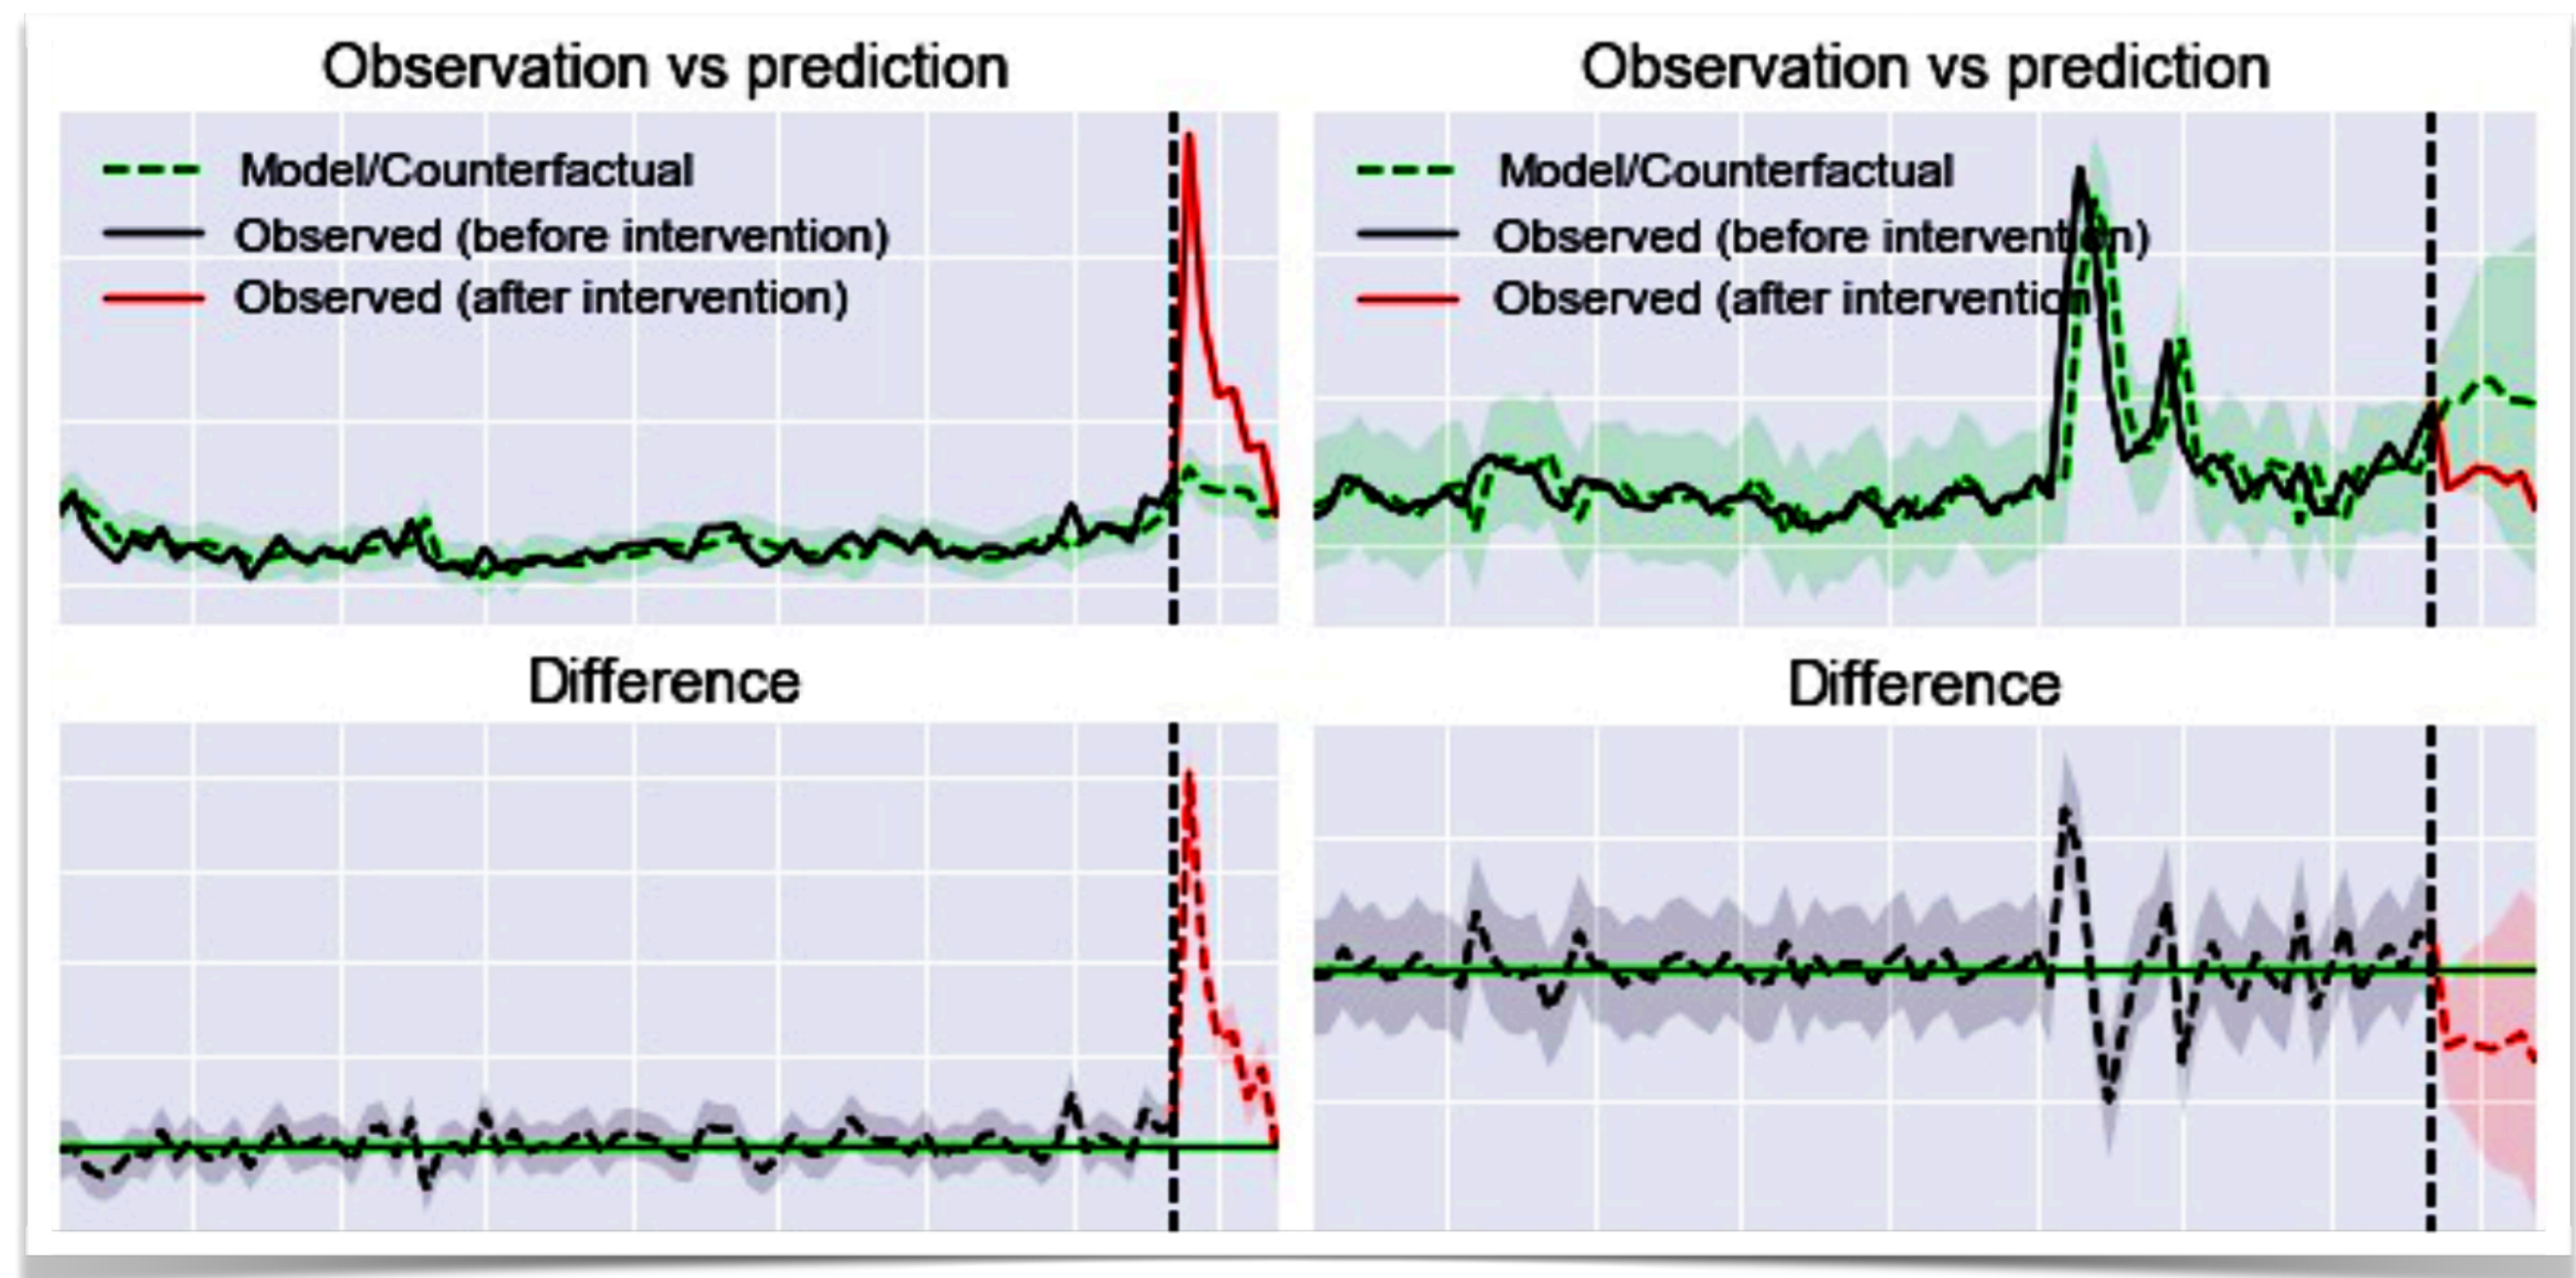 Observation vs prediction
Model/Counterfactual
Observed (before intervention)
Observed (after intervention)
Difference
Observation vs prediction
Model/Counterfactual
Observed (before intervention)
Observed (after intervention)
Difference